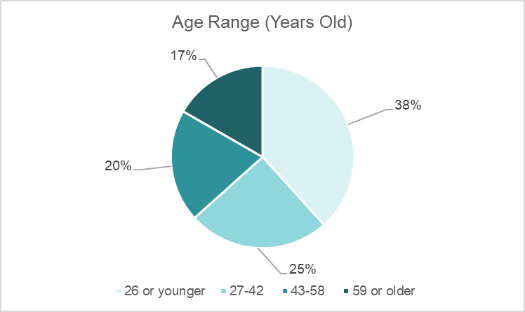 Age Range (Years Old)
17%
38%
20%
25%
26 or younger 27-42 43-58 59 or older